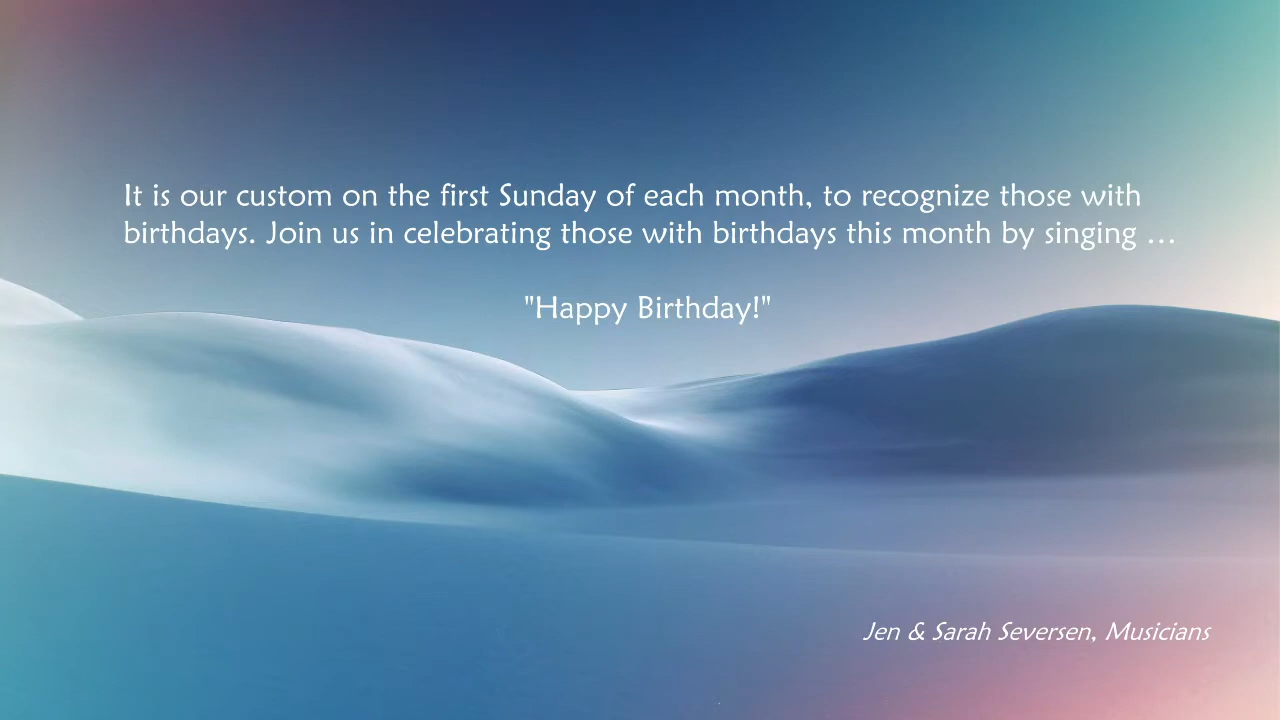 It is our custom on the first Sunday of each month, to recognize those with
birthdays. Join us in celebrating those with birthdays this month by singing ...
"Happy Birthday!"
Jen & Sarah Seversen, Musicians